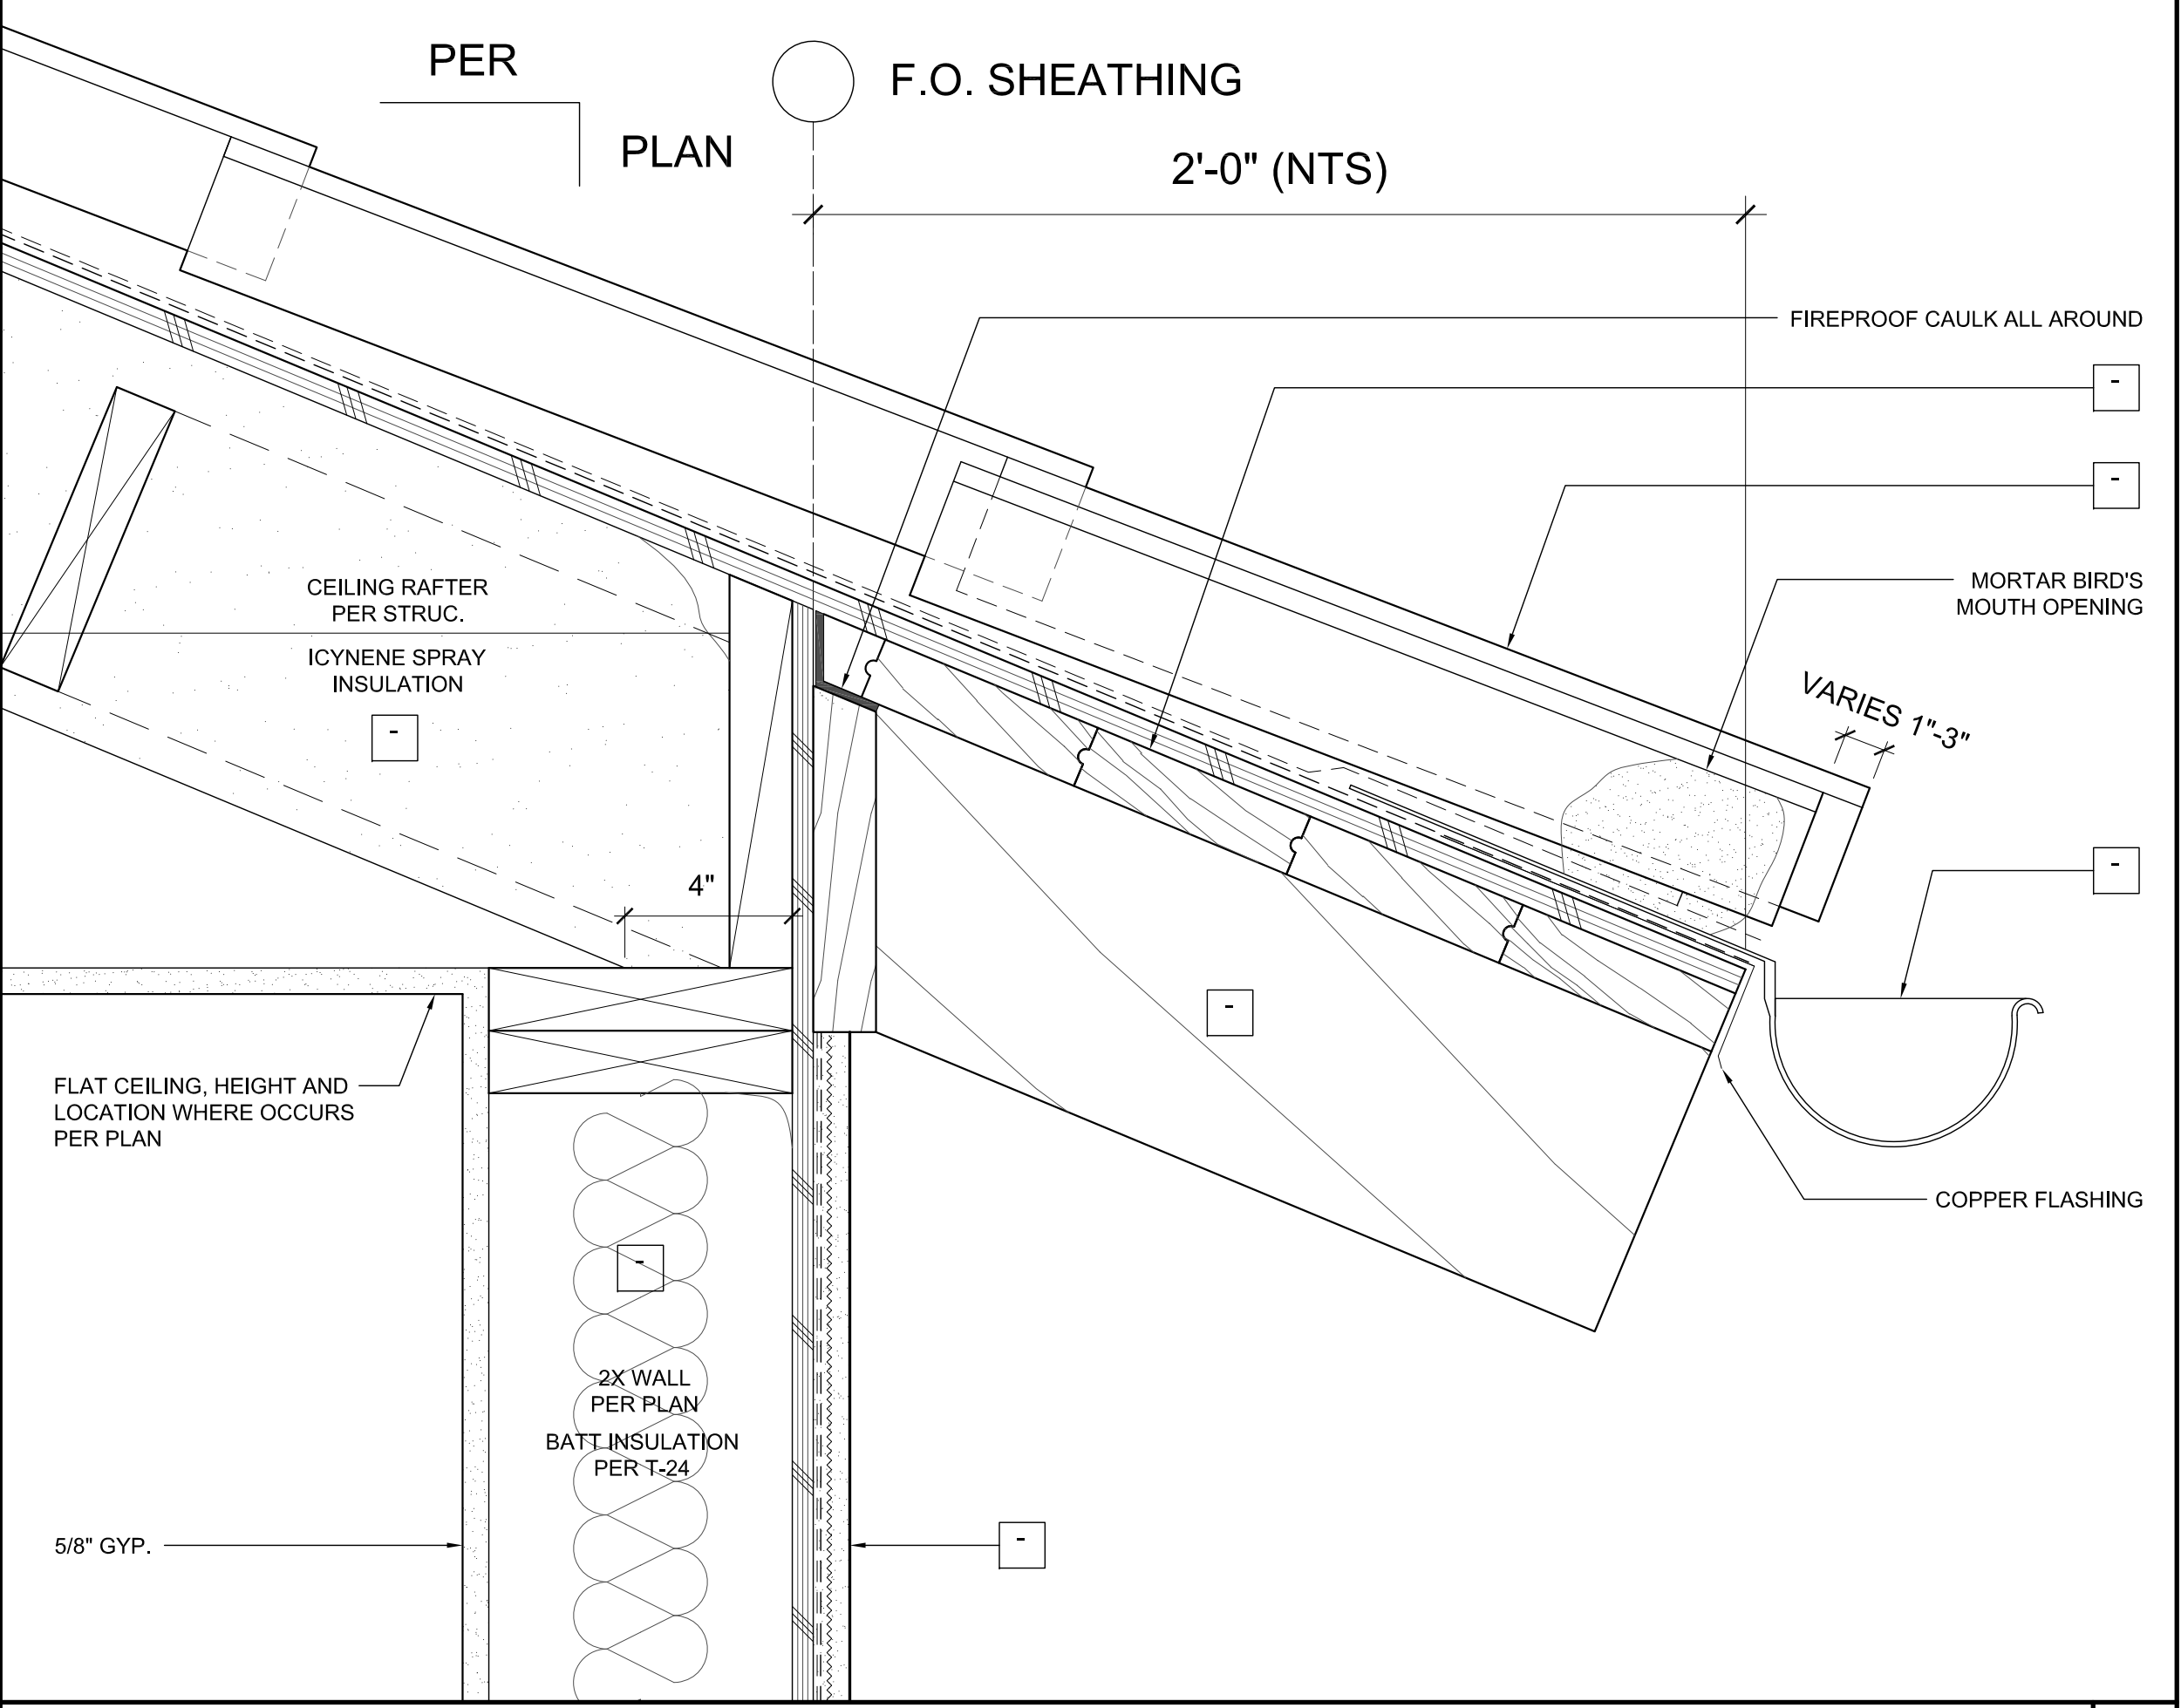 PER
PLAN
F.O. SHEATHING
2'-0" (NTS)
FIREPROOF CAULK ALL AROUND
-
-
MORTAR BIRD'S
MOUTH OPENING
VARIES 1"-3"
-
CEILING RAFTER
PER STRUC.
ICYNENE SPRAY
INSULATION
-
4"
-
FLAT CEILING, HEIGHT AND
LOCATION WHERE OCCURS
PER PLAN
COPPER FLASHING
-
2X WALL
PER PLAN
BATT INSULATION
PER T-24
5/8" GYP.
-